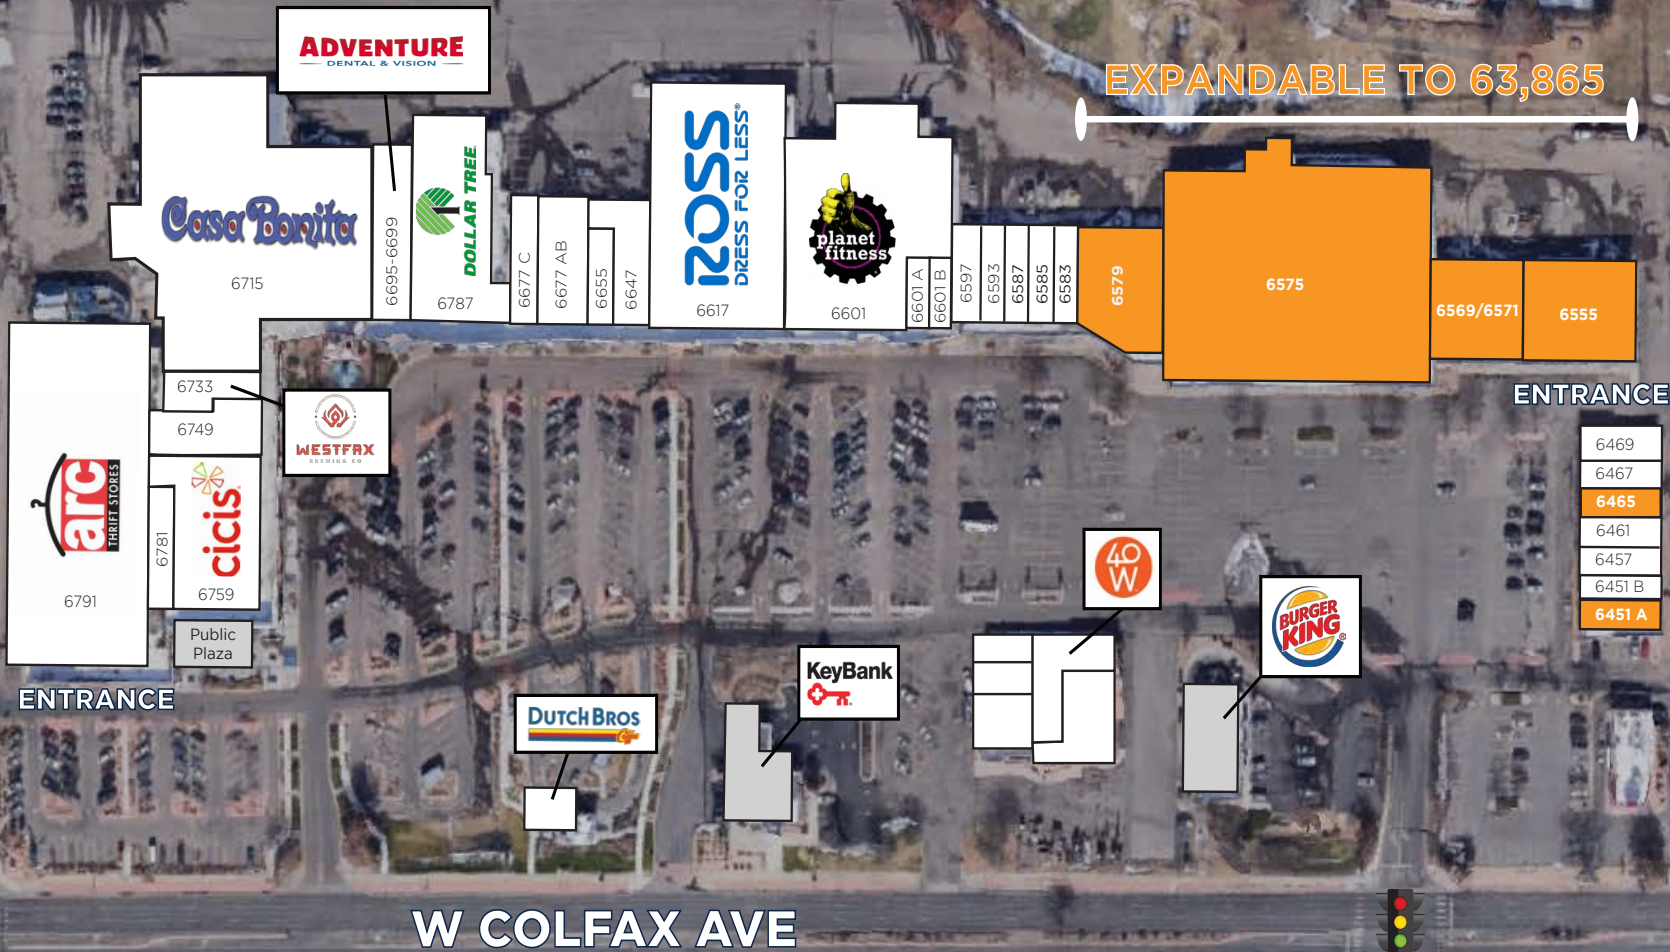 ADVENTURE
DENTAL & VISION
EXPANDABLE TO 63,865
Casa Bonita
6715
6695-6699
DOLLAR TREE
6787
6677 C
6677 AB
6655
6647
ROSS
DRESS FOR LESS®
6617
planet
fitness
6601
6601 A
6601 B
6597
6593
6587
6585
6583
6579
6575
6569/6571
6555
ENTRANCE
6733
6749
WESTFAX
BREWING CO
arc
THRIFT STORES
6791
6781
cicis
6759
Public
Plaza
ENTRANCE
6469
6467
6465
6461
6457
6451 B
6451 A
40
W
BURGER
KING®
KeyBank
DUTCH BROS
Coffee
W COLFAX AVE